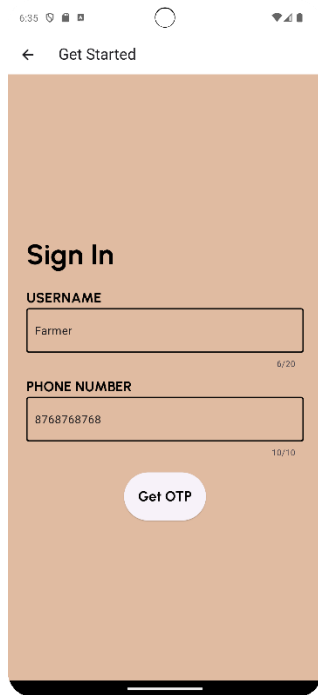 6:35
Get Started
Sign In
USERNAME
Farmer
6/20
PHONE NUMBER
8768768768
10/10
Get OTP